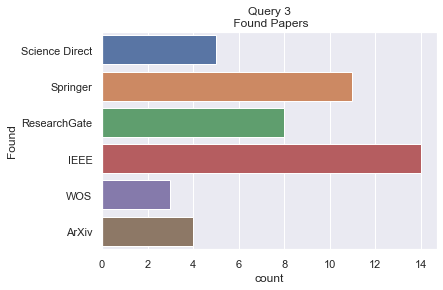 Query 3
Found Papers
Science Direct
Springer
ResearchGate
IEEE
WOS
ArXiv
Found
0 2 4 6 8 10 12 14
count